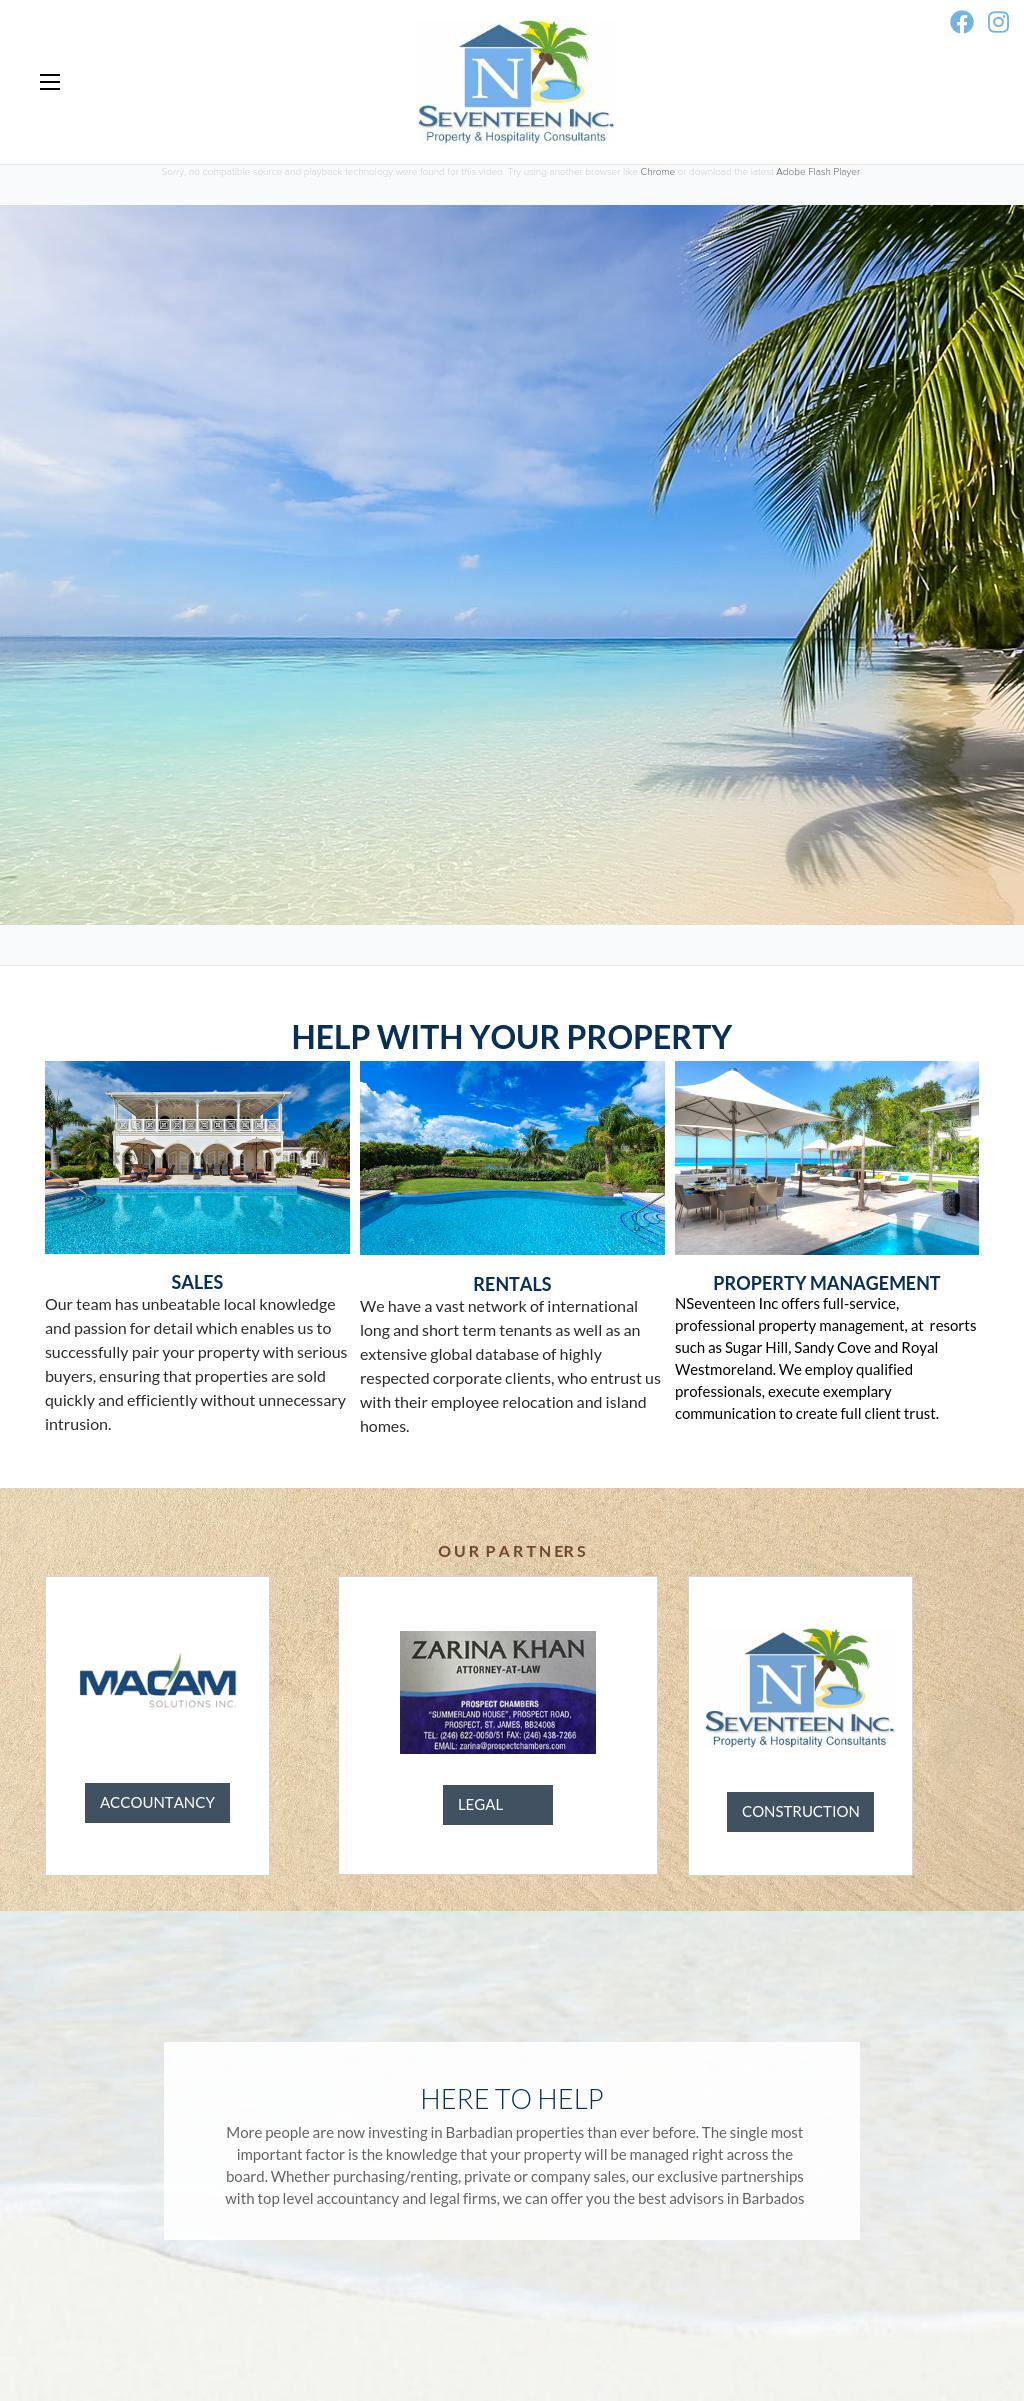 N
SEVENTEEN INC.
Property & Hospitality Consultants
Sorry, no compatible source and playback technology were found for this video. Try using another browser like Chrome or download the latest Adobe Flash Player.
HELP WITH YOUR PROPERTY
SALES
Our team has unbeatable local knowledge
and passion for detail which enables us to
successfully pair your property with serious
buyers, ensuring that properties are sold
quickly and efficiently without unnecessary
intrusion.
RENTALS
We have a vast network of international
long and short term tenants as well as an
extensive global database of highly
respected corporate clients, who entrust us
with their employee relocation and island
homes.
PROPERTY MANAGEMENT
NSeventeen Inc offers full-service,
professional property management, at  resorts
such as Sugar Hill, Sandy Cove and Royal
Westmoreland. We employ qualified
professionals, execute exemplary
communication to create full client trust.
OUR PARTNERS
MACAM
SOLUTIONS INC.
ACCOUNTANCY
ZARINA KHAN
ATTORNEY-AT-LAW
PROSPECT CHAMBERS
"SUMMERLAND HOUSE", PROSPECT ROAD,
PROSPECT, ST. JAMES, BB24008
TEL: (246) 622-0050/51 FAX: (246) 438-7266
EMAIL: zarina@prospectchambers.com
LEGAL
N
SEVENTEEN INC.
Property & Hospitality Consultants
CONSTRUCTION
HERE TO HELP
More people are now investing in Barbadian properties than ever before. The single most
important factor is the knowledge that your property will be managed right across the
board. Whether purchasing/renting, private or company sales, our exclusive partnerships
with top level accountancy and legal firms, we can offer you the best advisors in Barbados